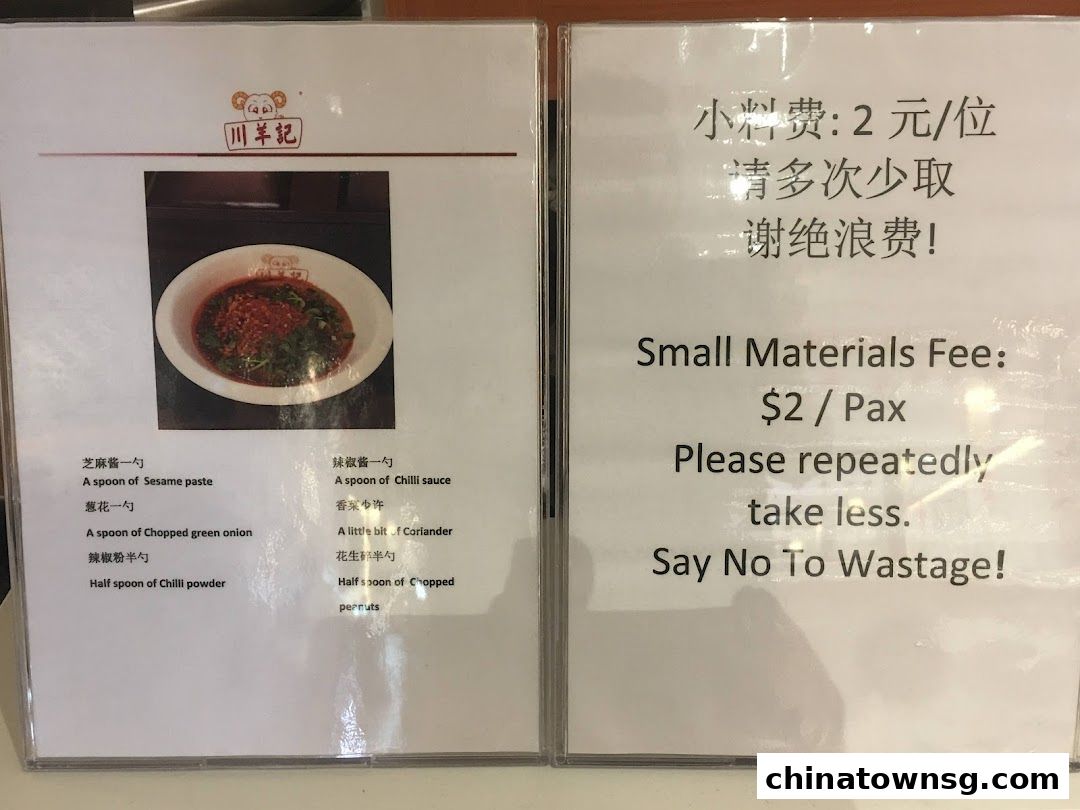 川羊記
芝麻酱一勺
A spoon of Sesame paste
葱花一勺
A spoon of Chopped green onion
辣椒粉半勺
Half spoon of Chilli powder
辣椒酱一勺
A spoon of Chilli sauce
香菜少许
A little bit of Coriander
花生碎半勺
Half spoon of Chopped
peanuts
小料费: 2 元/位
请多次少取
谢绝浪费!
Small Materials Fee:
$2 / Pax
Please repeatedly
take less.
Say No To Wastage!
chinatownsg.com